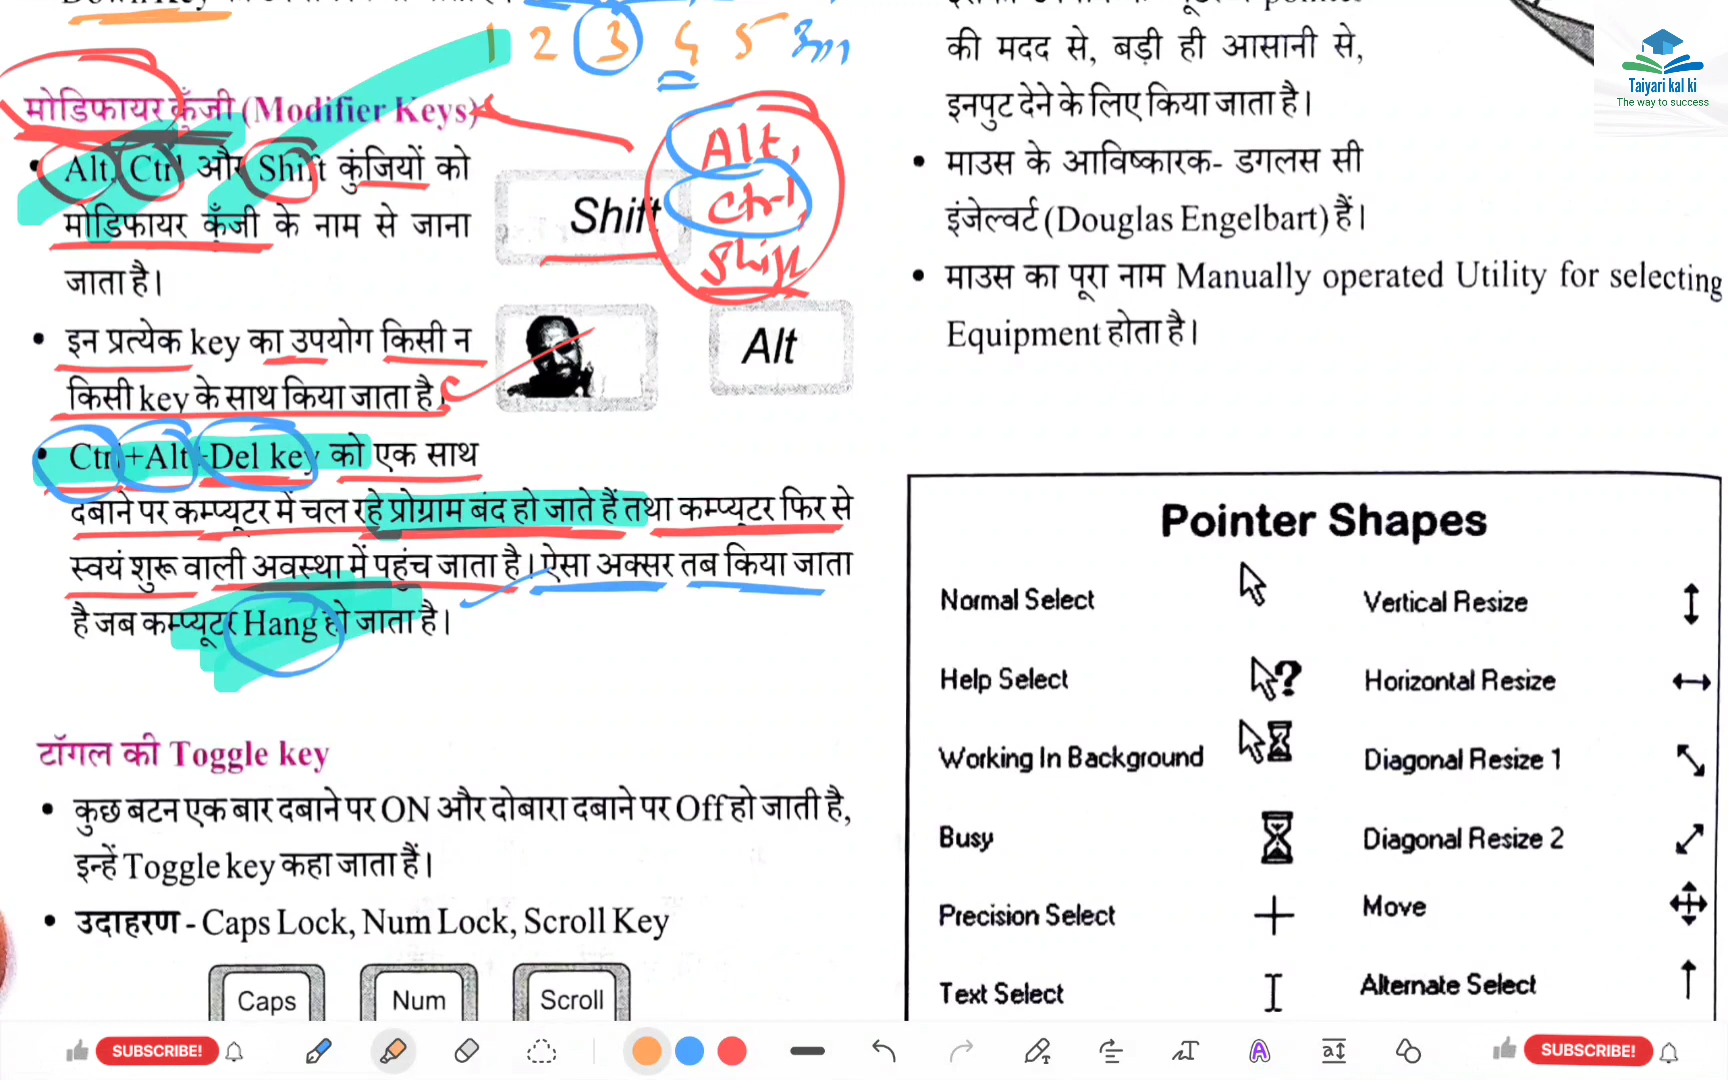 1 2 3 4 5
मोडिफायर कुँजी (Modifier Keys)
• Alt, Ctrl और Shift कुंजियों को
मोडिफायर कुँजी के नाम से जाना
जाता है।
Shift
Alt,
Ctrl,
Shift
• इन प्रत्येक key का उपयोग किसी न
किसी key के साथ किया जाता है।
Alt
• Ctrl+Alt+Del key को एक साथ
दबाने पर कम्प्यूटर में चल रहे प्रोग्राम बंद हो जाते हैं तथा कम्प्यूटर फिर से
स्वयं शुरू वाली अवस्था में पहुंच जाता है। ऐसा अक्सर तब किया जाता
है जब कम्प्यूटर Hang हो जाता है।
टॉगल की Toggle key
• कुछ बटन एक बार दबाने पर ON और दोबारा दबाने पर Off हो जाती है,
इन्हें Toggle key कहा जाता हैं।
• उदाहरण - Caps Lock, Num Lock, Scroll Key
Caps Num Scroll
की मदद से, बड़ी ही आसानी से,
इनपुट देने के लिए किया जाता है।
• माउस के आविष्कारक- डगलस सी
इंजेल्वर्ट (Douglas Engelbart) हैं।
• माउस का पूरा नाम Manually operated Utility for selecting
Equipment होता है।
Pointer Shapes
Normal Select Vertical Resize
Help Select Horizontal Resize
Working In Background Diagonal Resize 1
Busy Diagonal Resize 2
Precision Select Move
Text Select Alternate Select
Taiyari kal ki
The way to success
SUBSCRIBE! SUBSCRIBE!